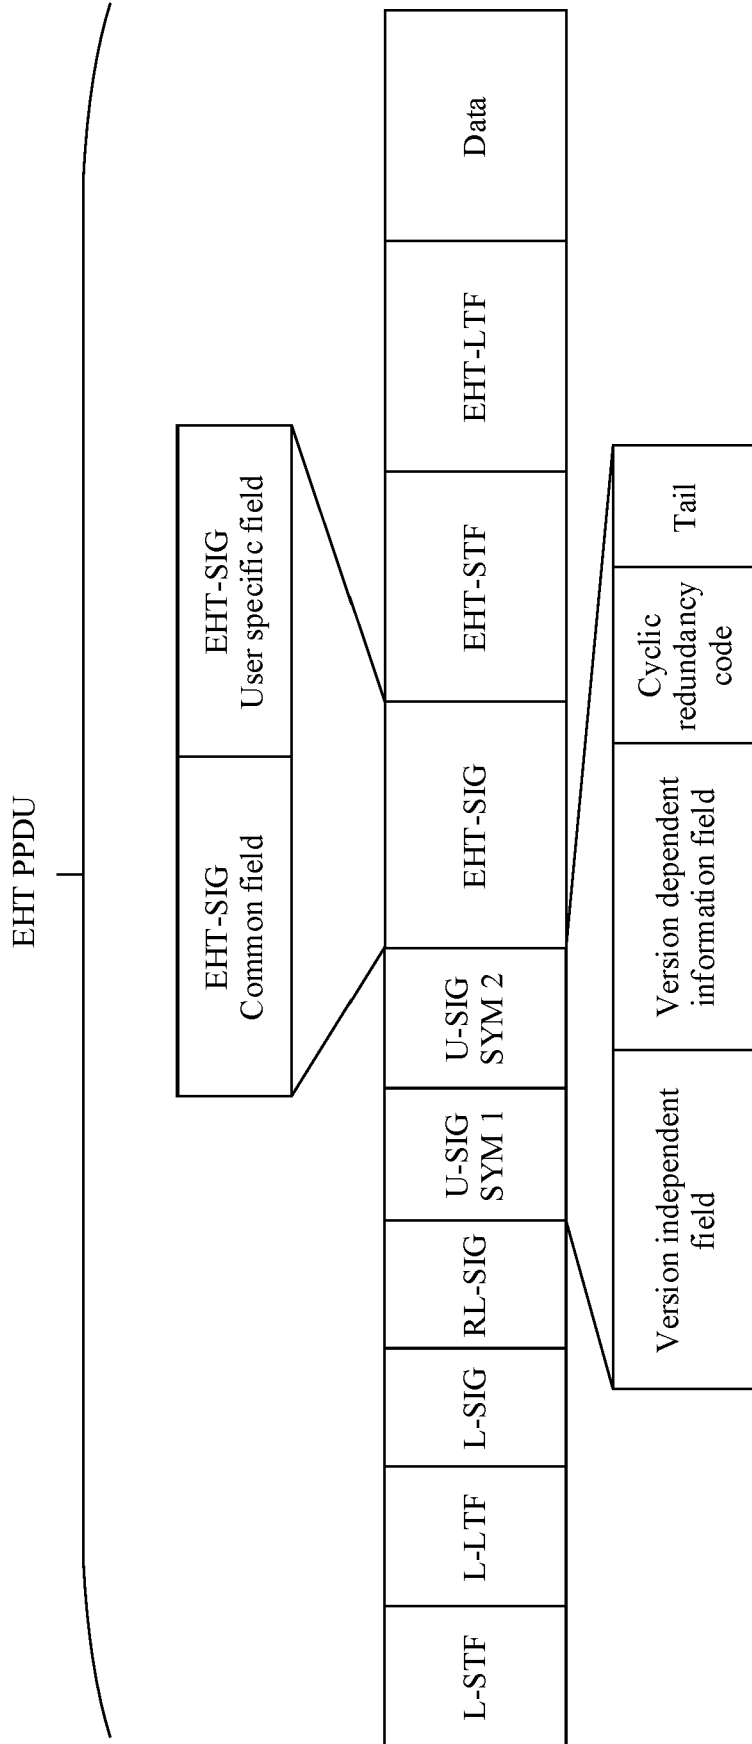 EHT PPDU
EHT-SIG
Common field
EHT-SIG
User specific field
L-STF
L-LTF
L-SIG
RL-SIG
U-SIG
SYM 1
U-SIG
SYM 2
EHT-SIG
EHT-STF
EHT-LTF
Data
Version independent
field
Version dependent
information field
Cyclic
redundancy
code
Tail